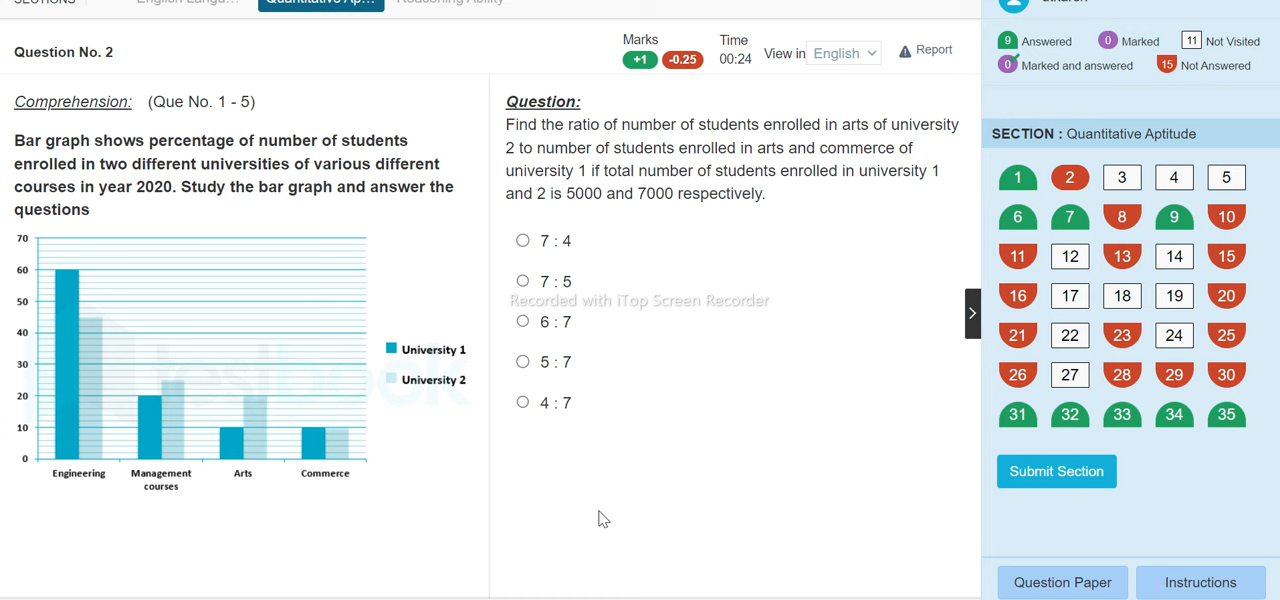 SECTIONS English Langu... Quantitative Ap... Reasoning Ability
Question No. 2
Marks
+1 -0.25
Time
00:24
View in English
Report
Comprehension: (Que No. 1 - 5)
Bar graph shows percentage of number of students
enrolled in two different universities of various different
courses in year 2020. Study the bar graph and answer the
questions
70
60
50
40
30
20
10
0
Engineering
Management
courses
Arts
Commerce
University 1
University 2
testbook
Question:
Find the ratio of number of students enrolled in arts of university
2 to number of students enrolled in arts and commerce of
university 1 if total number of students enrolled in university 1
and 2 is 5000 and 7000 respectively.
7 : 4
7 : 5
Recorded with iTop Screen Recorder
6 : 7
5 : 7
4 : 7
9 Answered 0 Marked 11 Not Visited
0 Marked and answered 15 Not Answered
SECTION : Quantitative Aptitude
1 2 3 4 5
6 7 8 9 10
11 12 13 14 15
16 17 18 19 20
21 22 23 24 25
26 27 28 29 30
31 32 33 34 35
Submit Section
Question Paper Instructions